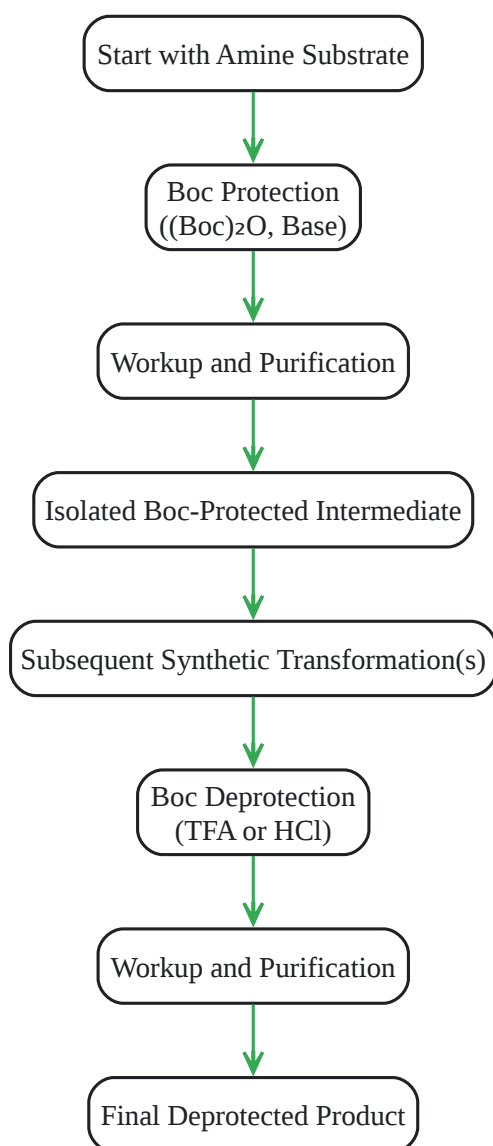 Start with Amine Substrate
Boc Protection
((Boc)₂O, Base)
Workup and Purification
Isolated Boc-Protected Intermediate
Subsequent Synthetic Transformation(s)
Boc Deprotection
(TFA or HCl)
Workup and Purification
Final Deprotected Product